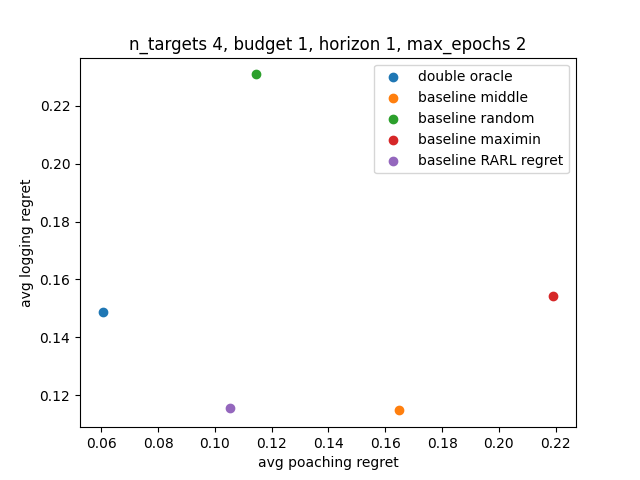 n_targets 4, budget 1, horizon 1, max_epochs 2
double oracle
baseline middle
baseline random
baseline maximin
baseline RARL regret
avg logging regret
0.22
0.20
0.18
0.16
0.14
0.12
0.06 0.08 0.10 0.12 0.14 0.16 0.18 0.20 0.22
avg poaching regret